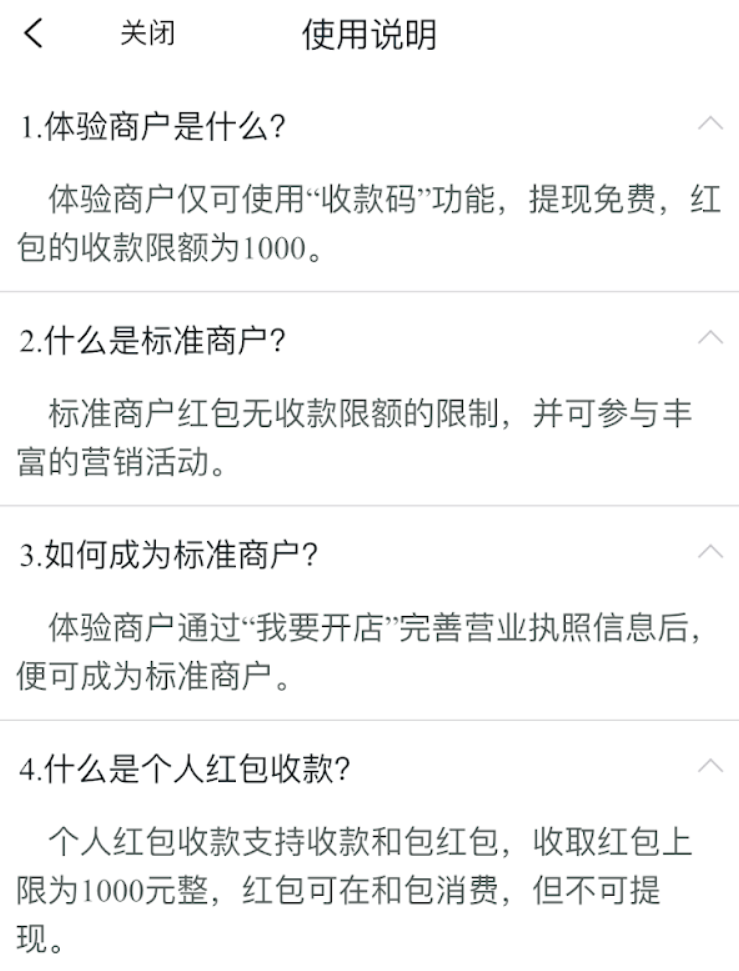 关闭
使用说明
1.体验商户是什么?
体验商户仅可使用“收款码”功能，提现免费，红
包的收款限额为1000。
2.什么是标准商户?
标准商户红包无收款限额的限制，并可参与丰
富的营销活动。
3.如何成为标准商户?
体验商户通过“我要开店”完善营业执照信息后，
便可成为标准商户。
4.什么是个人红包收款?
个人红包收款支持收款和包红包，收取红包上
限为1000元整，红包可在和包消费，但不可提
现。